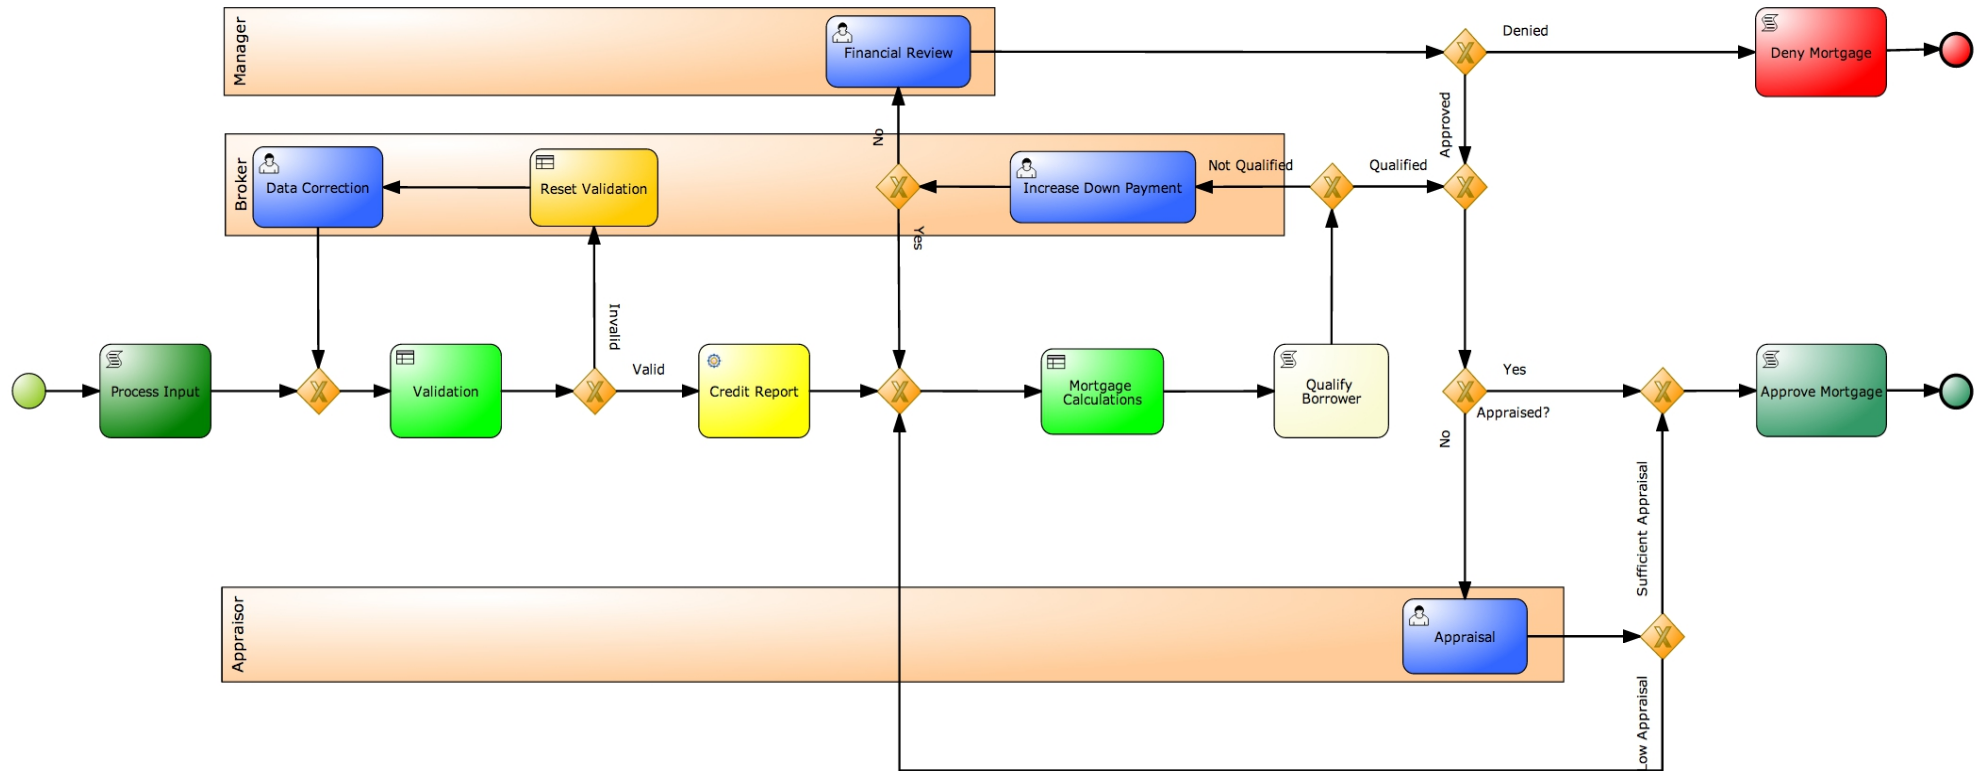 Manager
Financial Review
Denied
Deny Mortgage
No
Approved
Broker
Data Correction
Reset Validation
Increase Down Payment
Not Qualified
Qualified
Yes
Invalid
Process Input
Validation
Valid
Credit Report
Mortgage
Calculations
Qualify
Borrower
Yes
Appraised?
Approve Mortgage
No
Sufficient Appraisal
Appraisor
Appraisal
Low Appraisal